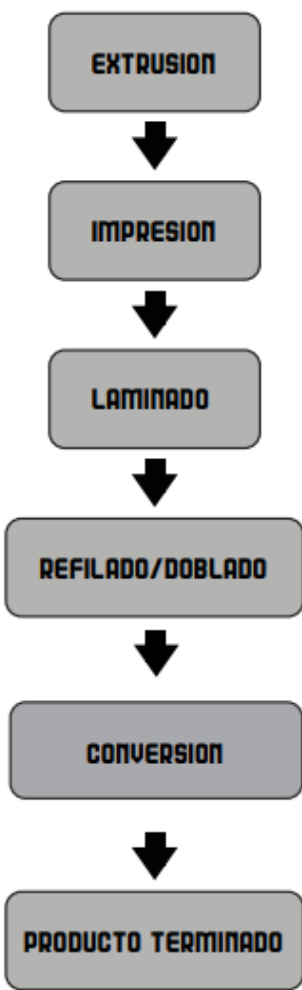 EXTRUSION
IMPRESION
LAMINADO
REFILADO/DOBLADO
CONVERSION
PRODUCTO TERMINADO